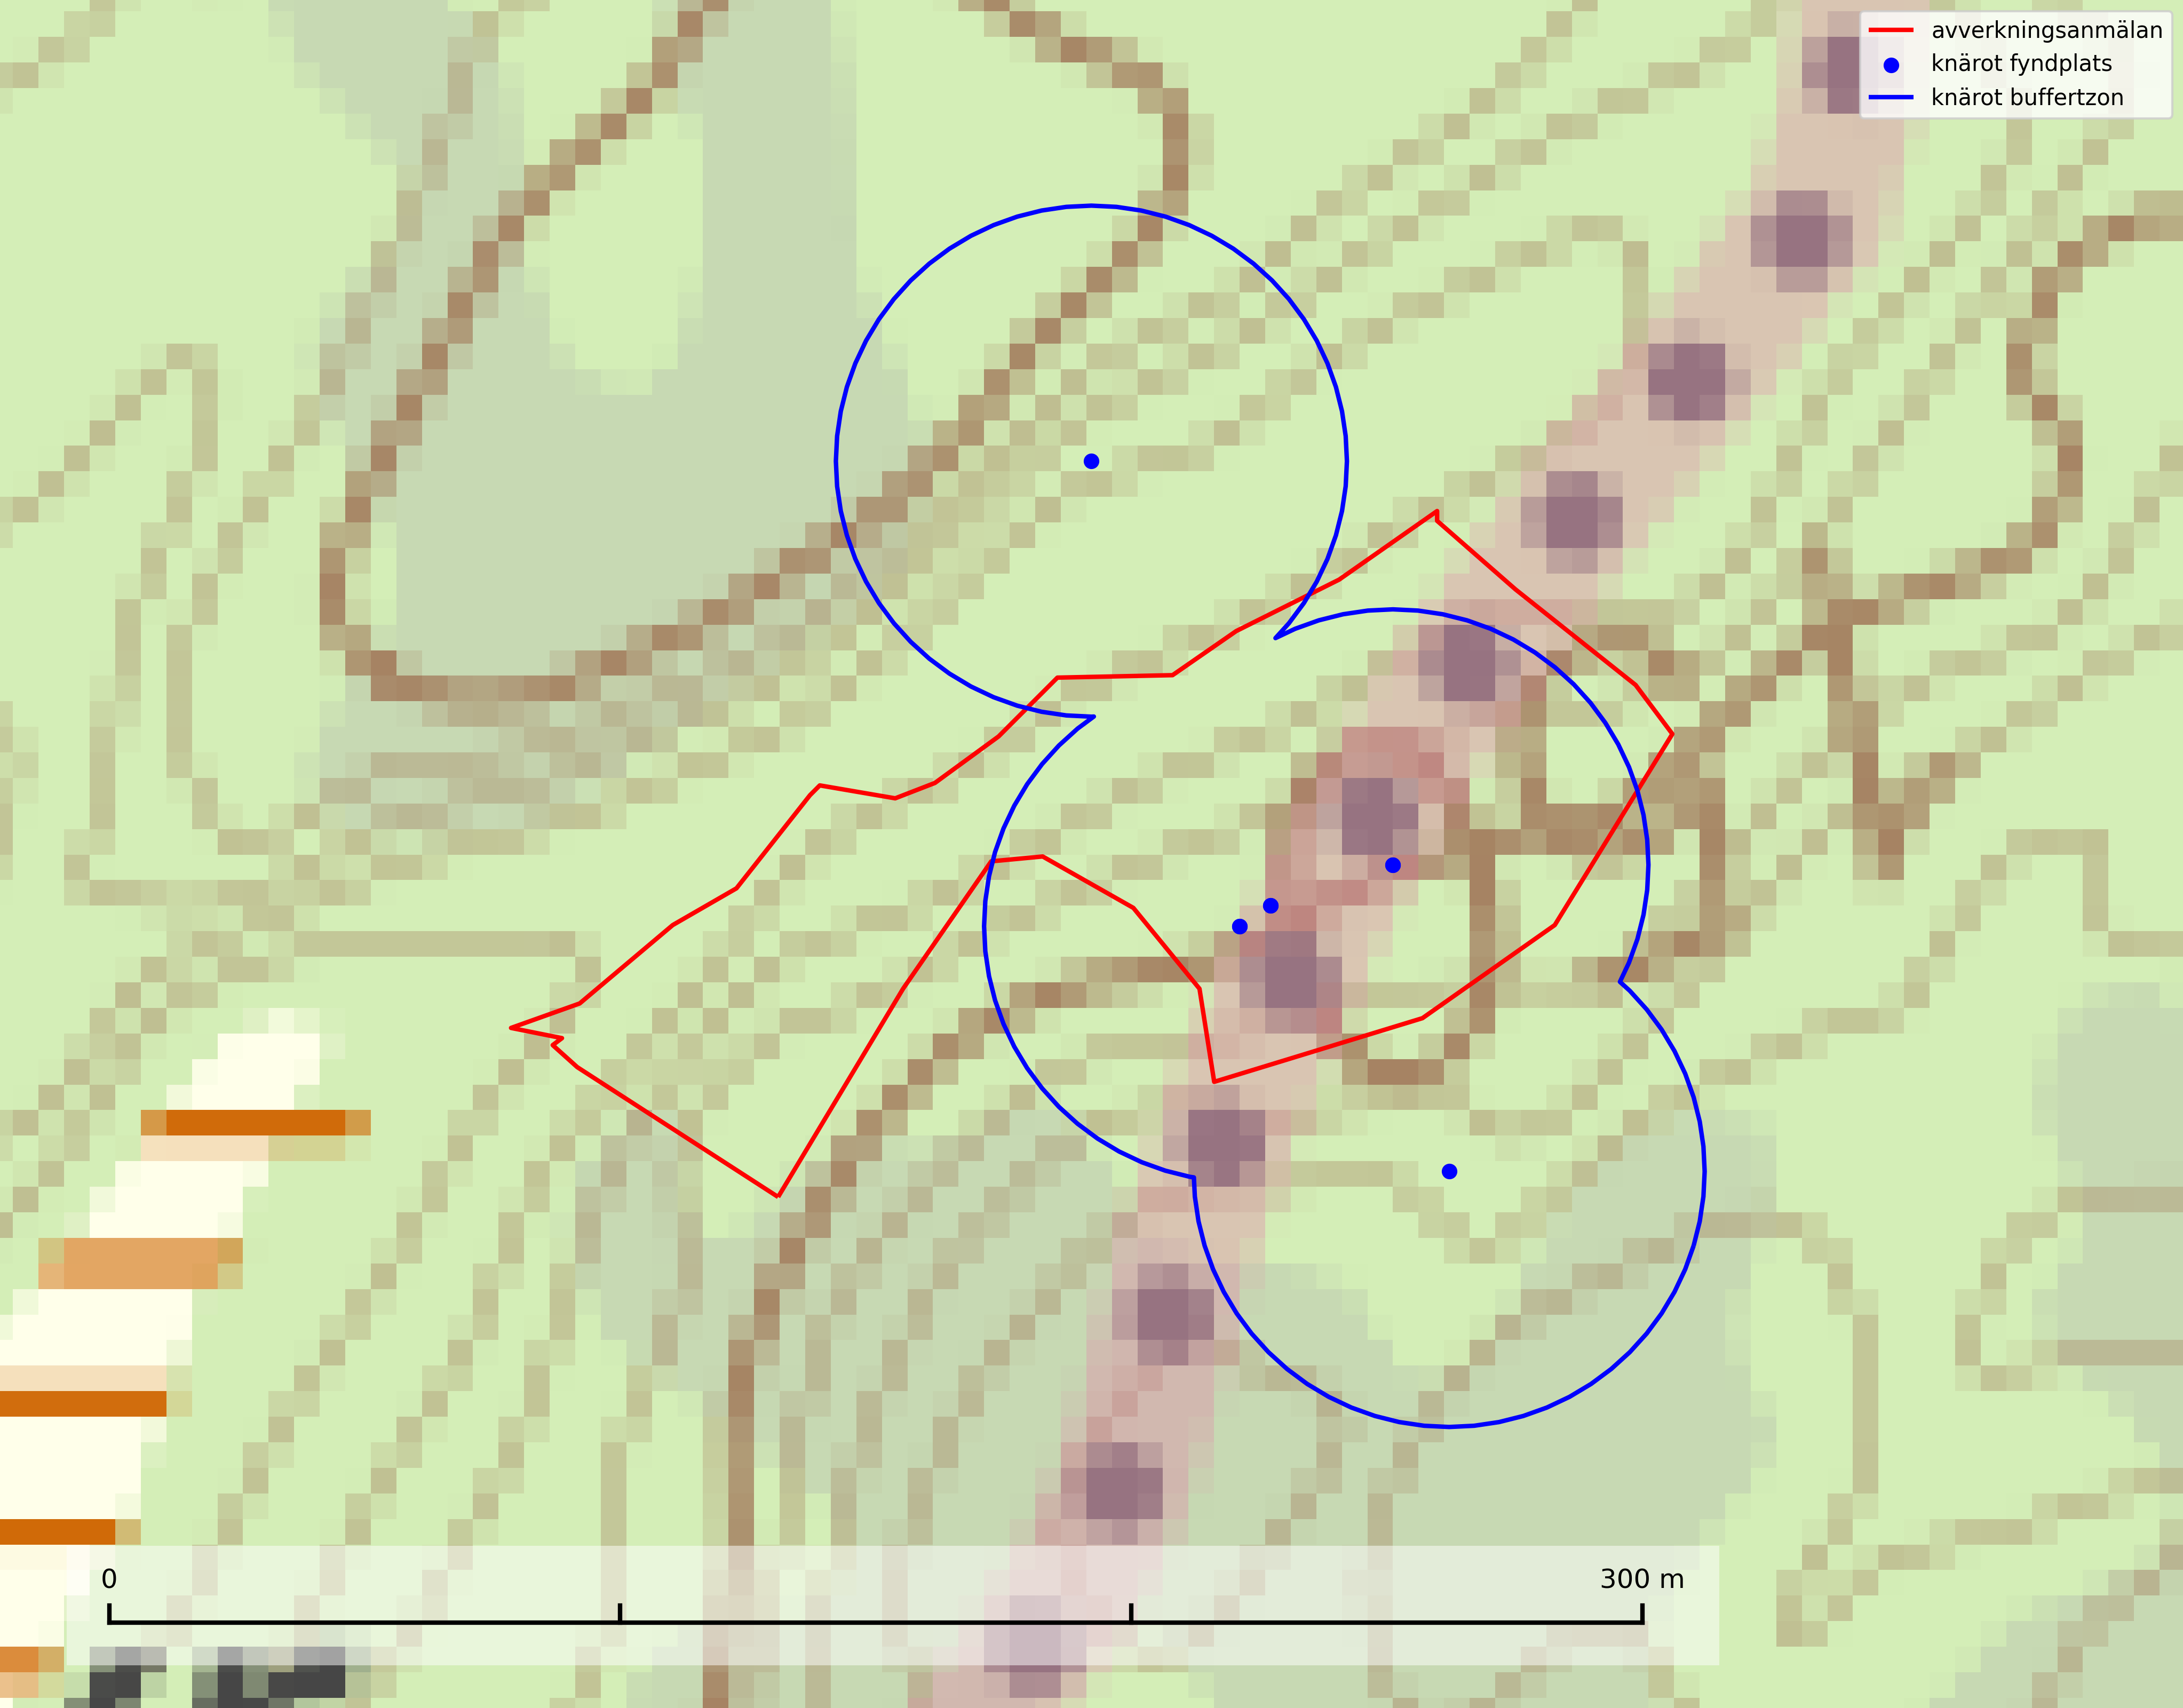 avverkningsanmälan
knärot fyndplats
knärot buffertzon
0
300 m